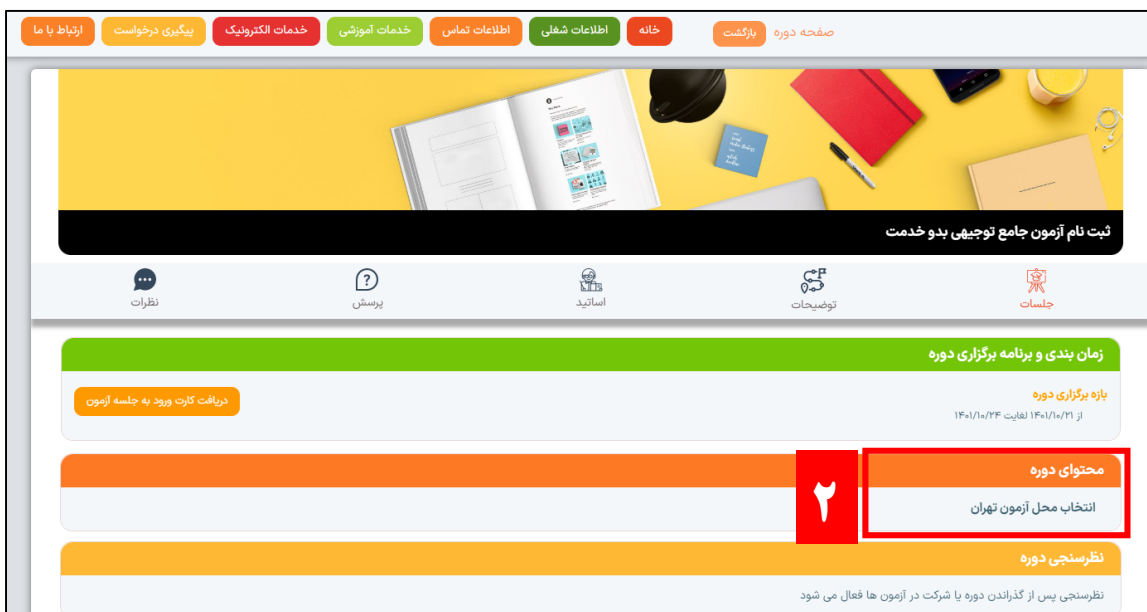 صفحه دوره بازگشت خانه اطلاعات شغلی اطلاعات تماس خدمات آموزشی خدمات الکترونیک پیگیری درخواست ارتباط با ما
ثبت نام آزمون جامع توجیهی بدو خدمت
جلسات توضیحات اساتید پرسش نظرات
زمان بندی و برنامه برگزاری دوره
بازه برگزاری دوره
از ۱۴۰۱/۱۰/۲۱ لغایت ۱۴۰۱/۱۰/۲۴
دریافت کارت ورود به جلسه آزمون
محتوای دوره
انتخاب محل آزمون تهران
۲
نظرسنجی دوره
نظرسنجی پس از گذراندن دوره یا شرکت در آزمون ها فعال می شود